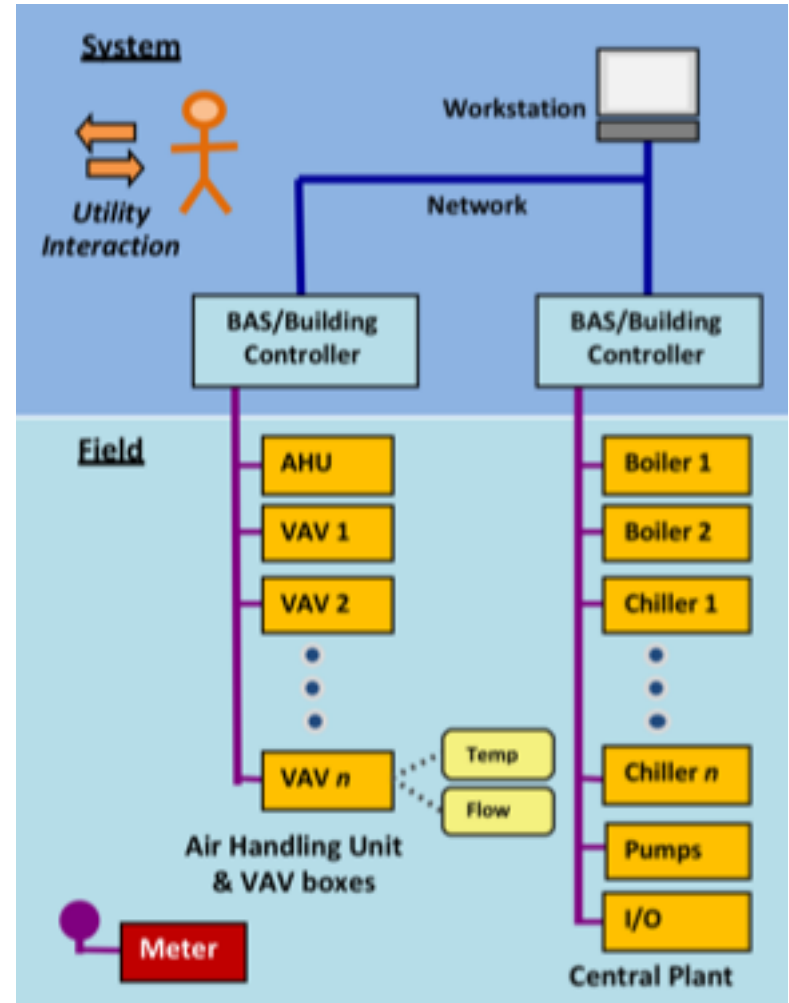 System
Workstation
Utility
Interaction
Network
BAS/Building
Controller
BAS/Building
Controller
Field
AHU
VAV 1
VAV 2
VAV n
Temp
Flow
Air Handling Unit
& VAV boxes
Meter
Boiler 1
Boiler 2
Chiller 1
Chiller n
Pumps
I/O
Central Plant